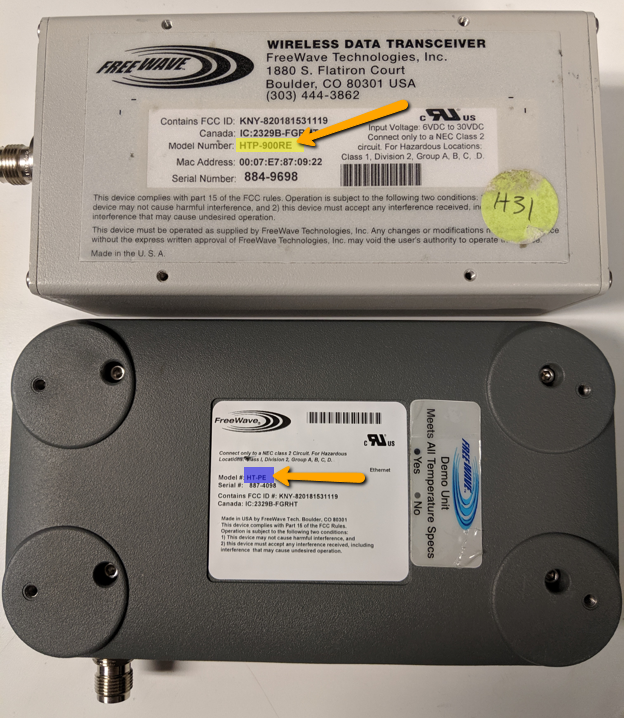 FREEWAVE
WIRELESS DATA TRANSCEIVER
FreeWave Technologies, Inc.
1880 S. Flatiron Court
Boulder, CO 80301 USA
(303) 444-3862
Contains FCC ID: KNY-820181531119
Canada: IC:2329B-FGRHT
Model Number: HTP-900RE
Mac Address: 00:07:E7:87:09:22
Serial Number: 884-9698
C US
Input Voltage: 6VDC to 30VDC
Connect only to a NEC Class 2
circuit. For Hazardous Locations:
Class 1, Division 2, Group A, B, C, .D.
H31
This device complies with part 15 of the FCC rules. Operation is subject to the following two conditions:
device may not cause harmful interference, and 2) this device must accept any interference received,
interference that may cause undesired operation.
This device must be operated as supplied by FreeWave Technologies, Inc. Any changes or modifications
without the express written approval of FreeWave Technologies, Inc. may void the user's authority to operate
Made in the U. S. A.
FreeWave
C US
Connect only to a NEC class 2 Circuit. For Hazardous
Locations, Class I, Division 2, Group A, B, C, D.
Ethernet
Model #: HT-PE
Serial #: 887-4098
Contains FCC ID #: KNY-820181531119
Canada: IC:2329B-FGRHT
Made in USA by FreeWave Tech. Boulder, CO 80301
This device complies with Part 18 of the FCC Rules.
Operation is subject to the following two conditions:
1) This device may not cause harmful interference, and
2) this device must accept any interference received, including
interference that may cause undesired operation.
FREEWAVE
Demo Unit
Meets All Temperature Specs
Yes No